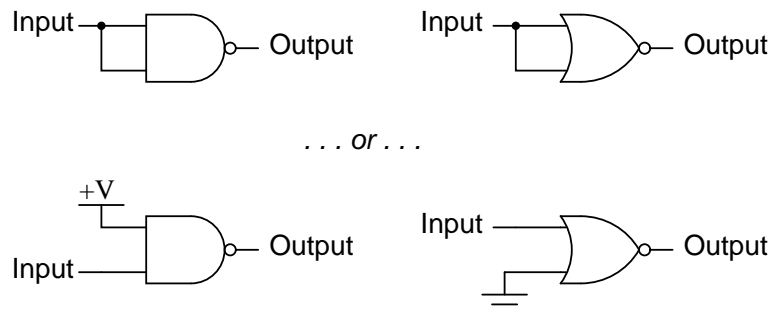 Input Output Input Output
. . . or . . .
+V
Input Output
Input Output